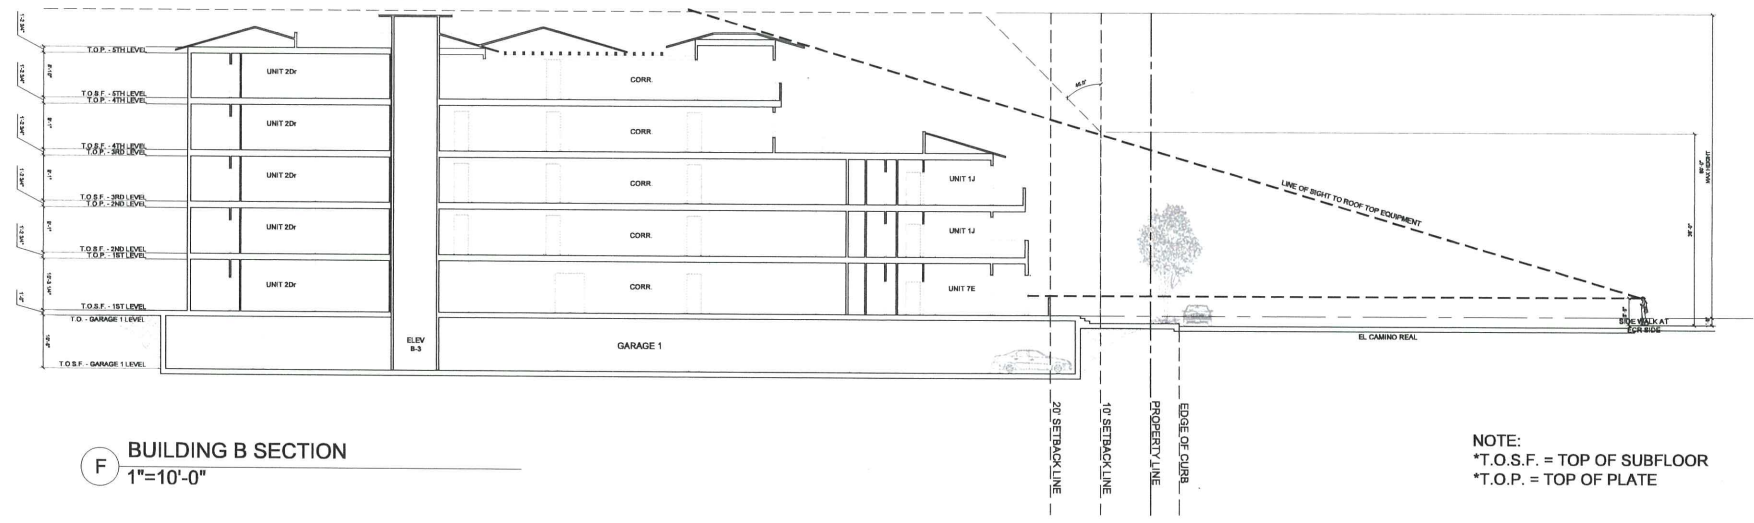 T.O.P. - 5TH LEVEL
T.O.S.F. - 5TH LEVEL
T.O.P. - 4TH LEVEL
T.O.S.F. - 4TH LEVEL
T.O.P. - 3RD LEVEL
T.O.S.F. - 3RD LEVEL
T.O.P. - 2ND LEVEL
T.O.S.F. - 2ND LEVEL
T.O.P. - 1ST LEVEL
T.O.S.F. - 1ST LEVEL
T.O. - GARAGE 1 LEVEL
T.O.S.F. - GARAGE 1 LEVEL
UNIT 2Dr
UNIT 2Dr
UNIT 2Dr
UNIT 2Dr
UNIT 2Dr
ELEV
B-3
CORR.
CORR.
CORR.
CORR.
CORR.
GARAGE 1
UNIT 1J
UNIT 1J
UNIT 7E
LINE OF SIGHT TO ROOF TOP EQUIPMENT
MAX HEIGHT
SIDE WALK AT
ECR SIDE
EL CAMINO REAL
20' SETBACK LINE
10' SETBACK LINE
PROPERTY LINE
EDGE OF CURB
F
BUILDING B SECTION
1"=10'-0"
NOTE:
*T.O.S.F. = TOP OF SUBFLOOR
*T.O.P. = TOP OF PLATE